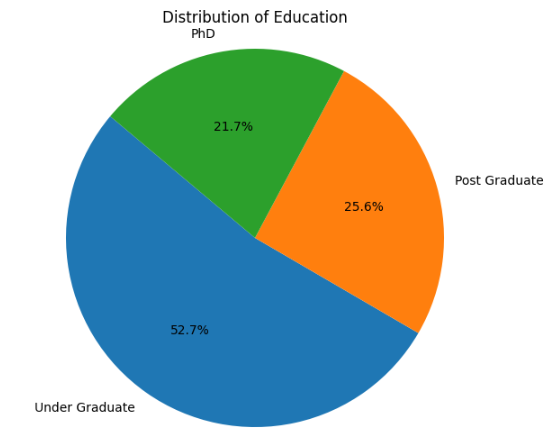 Distribution of Education
PhD
21.7%
Post Graduate
25.6%
52.7%
Under Graduate